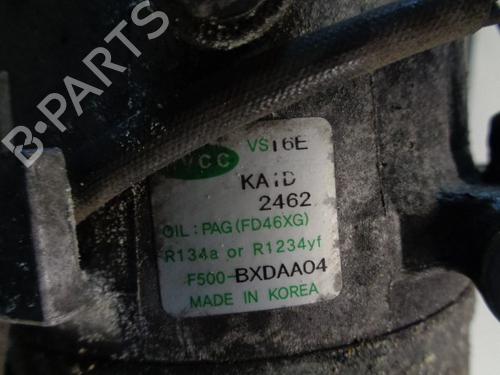 B-PARTS
VCC VS16E
KA1D
2462
OIL: PAG(FD46XG)
R134a or R1234yf
F500-BXDAA04
MADE IN KOREA